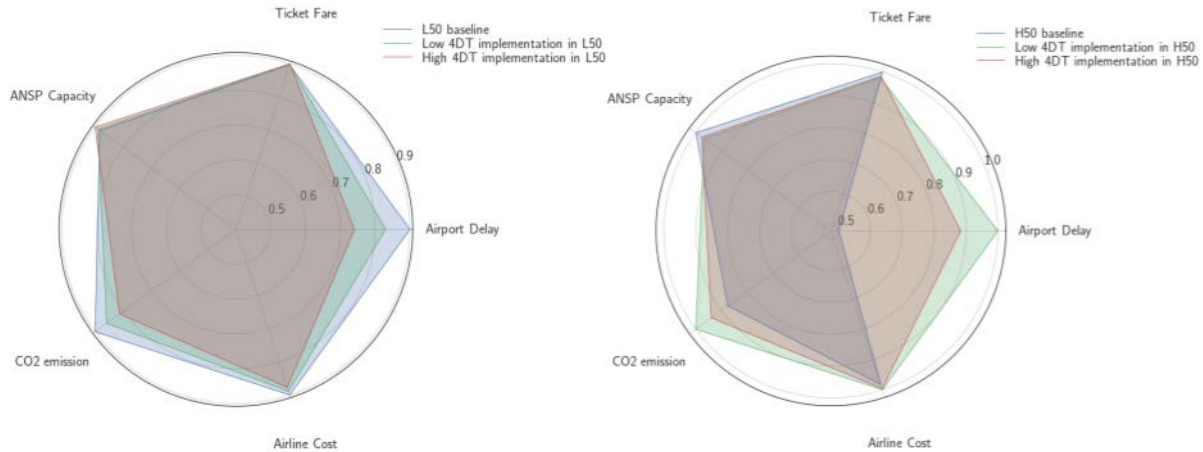 Ticket Fare
L50 baseline
Low 4DT implementation in L50
High 4DT implementation in L50
ANSP Capacity
0.9
0.8
0.7
0.6
0.5
Airport Delay
CO2 emission
Airline Cost
Ticket Fare
H50 baseline
Low 4DT implementation in H50
High 4DT implementation in H50
ANSP Capacity
1.0
0.9
0.8
0.7
0.6
0.5
Airport Delay
CO2 emission
Airline Cost